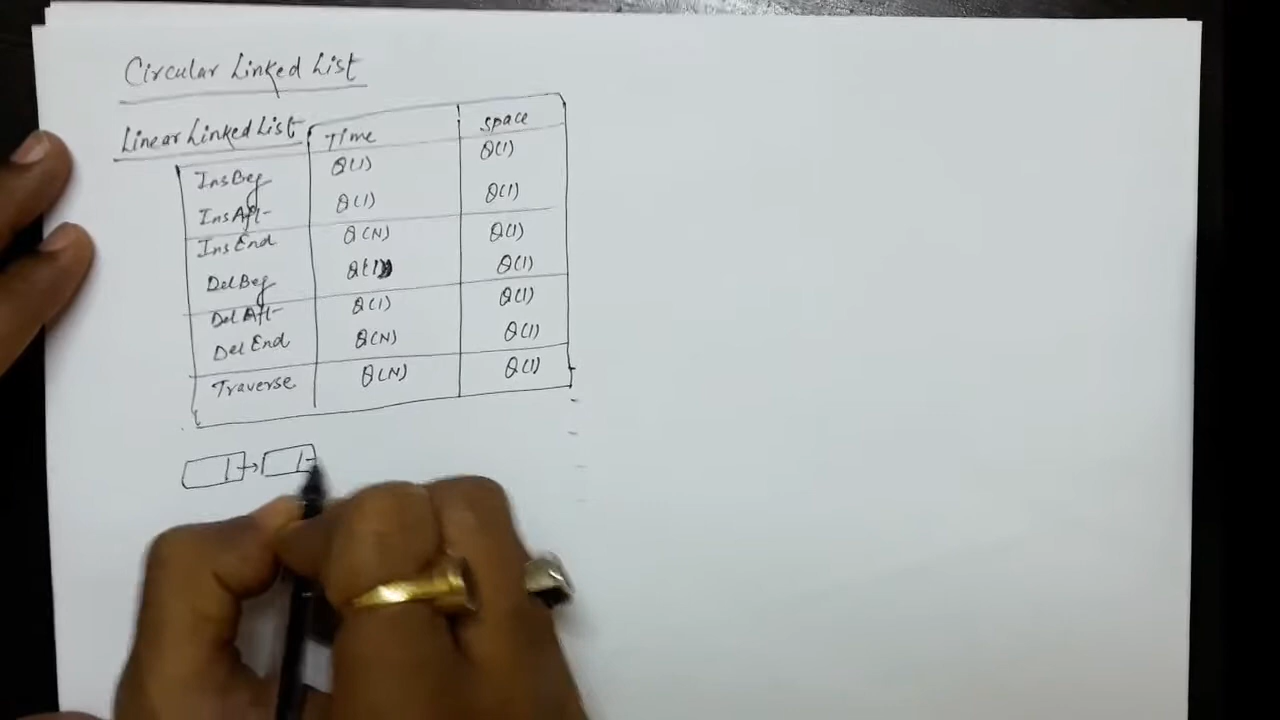 Circular Linked List
Linear Linked List Time space
InsBeg θ(1) θ(1)
InsAft θ(1) θ(1)
InsEnd θ(N) θ(1)
DelBeg θ(1) θ(1)
DelAft θ(1) θ(1)
DelEnd θ(N) θ(1)
Traverse θ(N) θ(1)